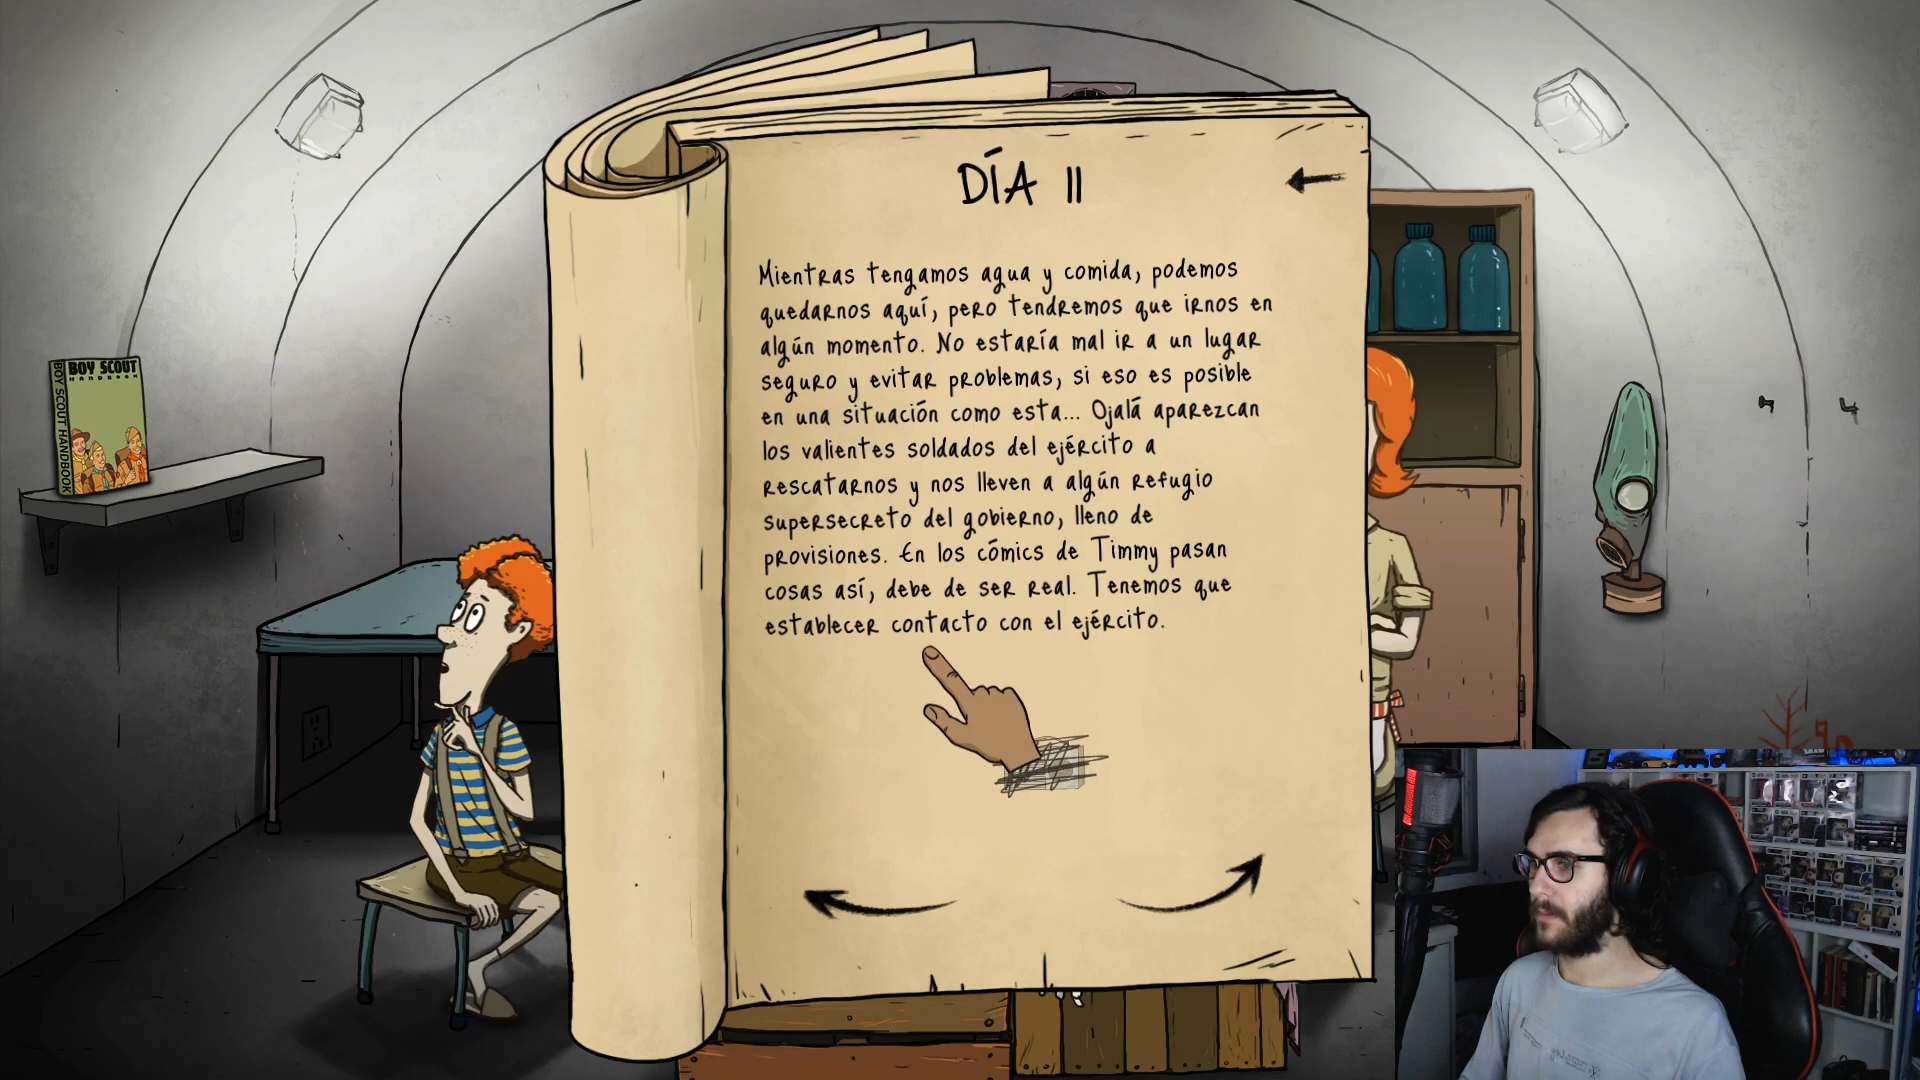 BOY SCOUT
HANDBOOK
BOY SCOUT HANDBOOK
DÍA 11
Mientras tengamos agua y comida, podemos
quedarnos aquí, pero tendremos que irnos en
algún momento. No estaría mal ir a un lugar
seguro y evitar problemas, si eso es posible
en una situación como esta... Ojalá aparezcan
los valientes soldados del ejército a
rescatarnos y nos lleven a algún refugio
supersecreto del gobierno, lleno de
provisiones. En los cómics de Timmy pasan
cosas así, debe de ser real. Tenemos que
establecer contacto con el ejército.